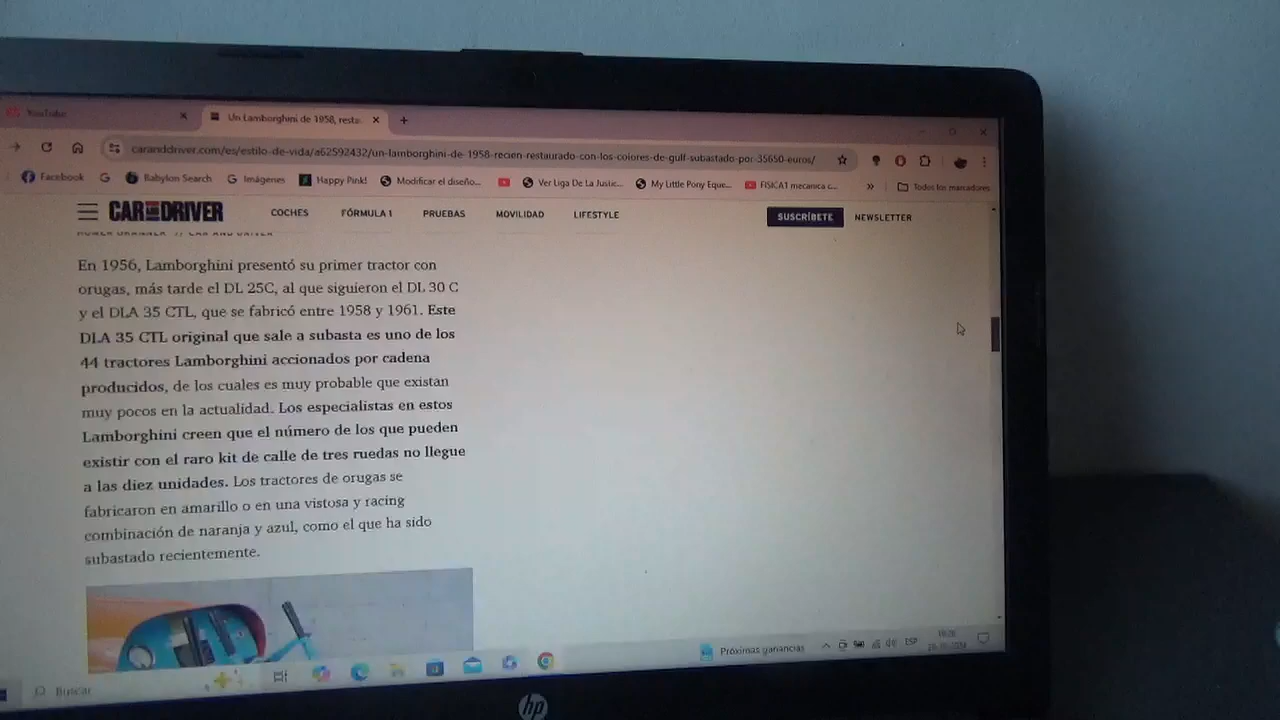 YouTube
Un Lamborghini de 1958, resta
caranddriver.com/es/estilo-de-vida/a62592432/un-lamborghini-de-1958-recien-restaurado-con-los-colores-de-gulf-subastado-por-35650-euros/
Facebook
Babylon Search
Imágenes
Happy Pink!
Modificar el diseño...
Ver Liga De La Justic...
My Little Pony Eque...
FISICA1 mecanica c...
Todos los marcadores
CAR AND DRIVER
COCHES
FÓRMULA 1
PRUEBAS
MOVILIDAD
LIFESTYLE
SUSCRÍBETE
NEWSLETTER
En 1956, Lamborghini presentó su primer tractor con
orugas, más tarde el DL 25C, al que siguieron el DL 30 C
y el DLA 35 CTL, que se fabricó entre 1958 y 1961. Este
DLA 35 CTL original que sale a subasta es uno de los
44 tractores Lamborghini accionados por cadena
producidos, de los cuales es muy probable que existan
muy pocos en la actualidad. Los especialistas en estos
Lamborghini creen que el número de los que pueden
existir con el raro kit de calle de tres ruedas no llegue
a las diez unidades. Los tractores de orugas se
fabricaron en amarillo o en una vistosa y racing
combinación de naranja y azul, como el que ha sido
subastado recientemente.
Buscar
Próximas ganancias
ESP
hp